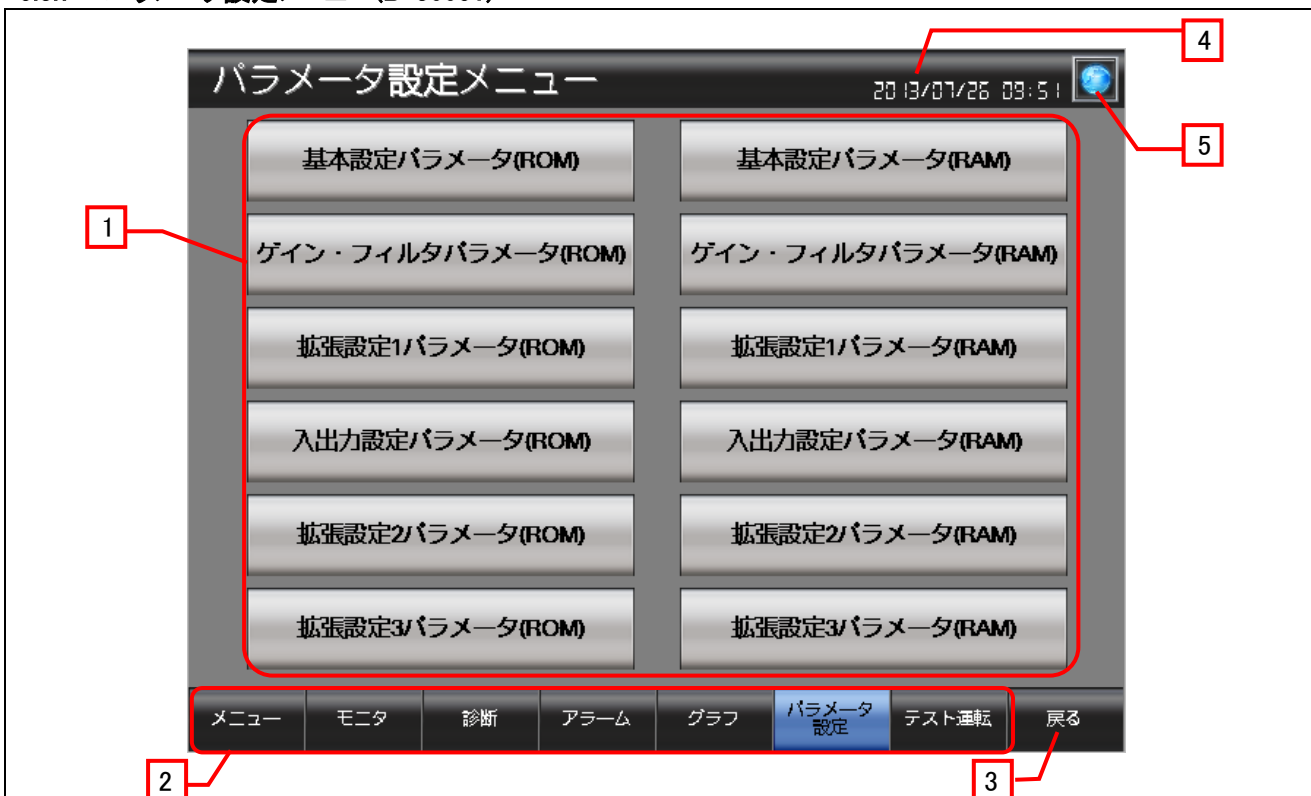 パラメータ設定メニュー
2013/07/26 09:51
4
5
基本設定パラメータ(ROM) 基本設定パラメータ(RAM)
1
ゲイン・フィルタパラメータ(ROM) ゲイン・フィルタパラメータ(RAM)
拡張設定1パラメータ(ROM) 拡張設定1パラメータ(RAM)
入出力設定パラメータ(ROM) 入出力設定パラメータ(RAM)
拡張設定2パラメータ(ROM) 拡張設定2パラメータ(RAM)
拡張設定3パラメータ(ROM) 拡張設定3パラメータ(RAM)
メニュー モニタ 診断 アラーム グラフ パラメータ テスト運転 戻る
設定
2 3